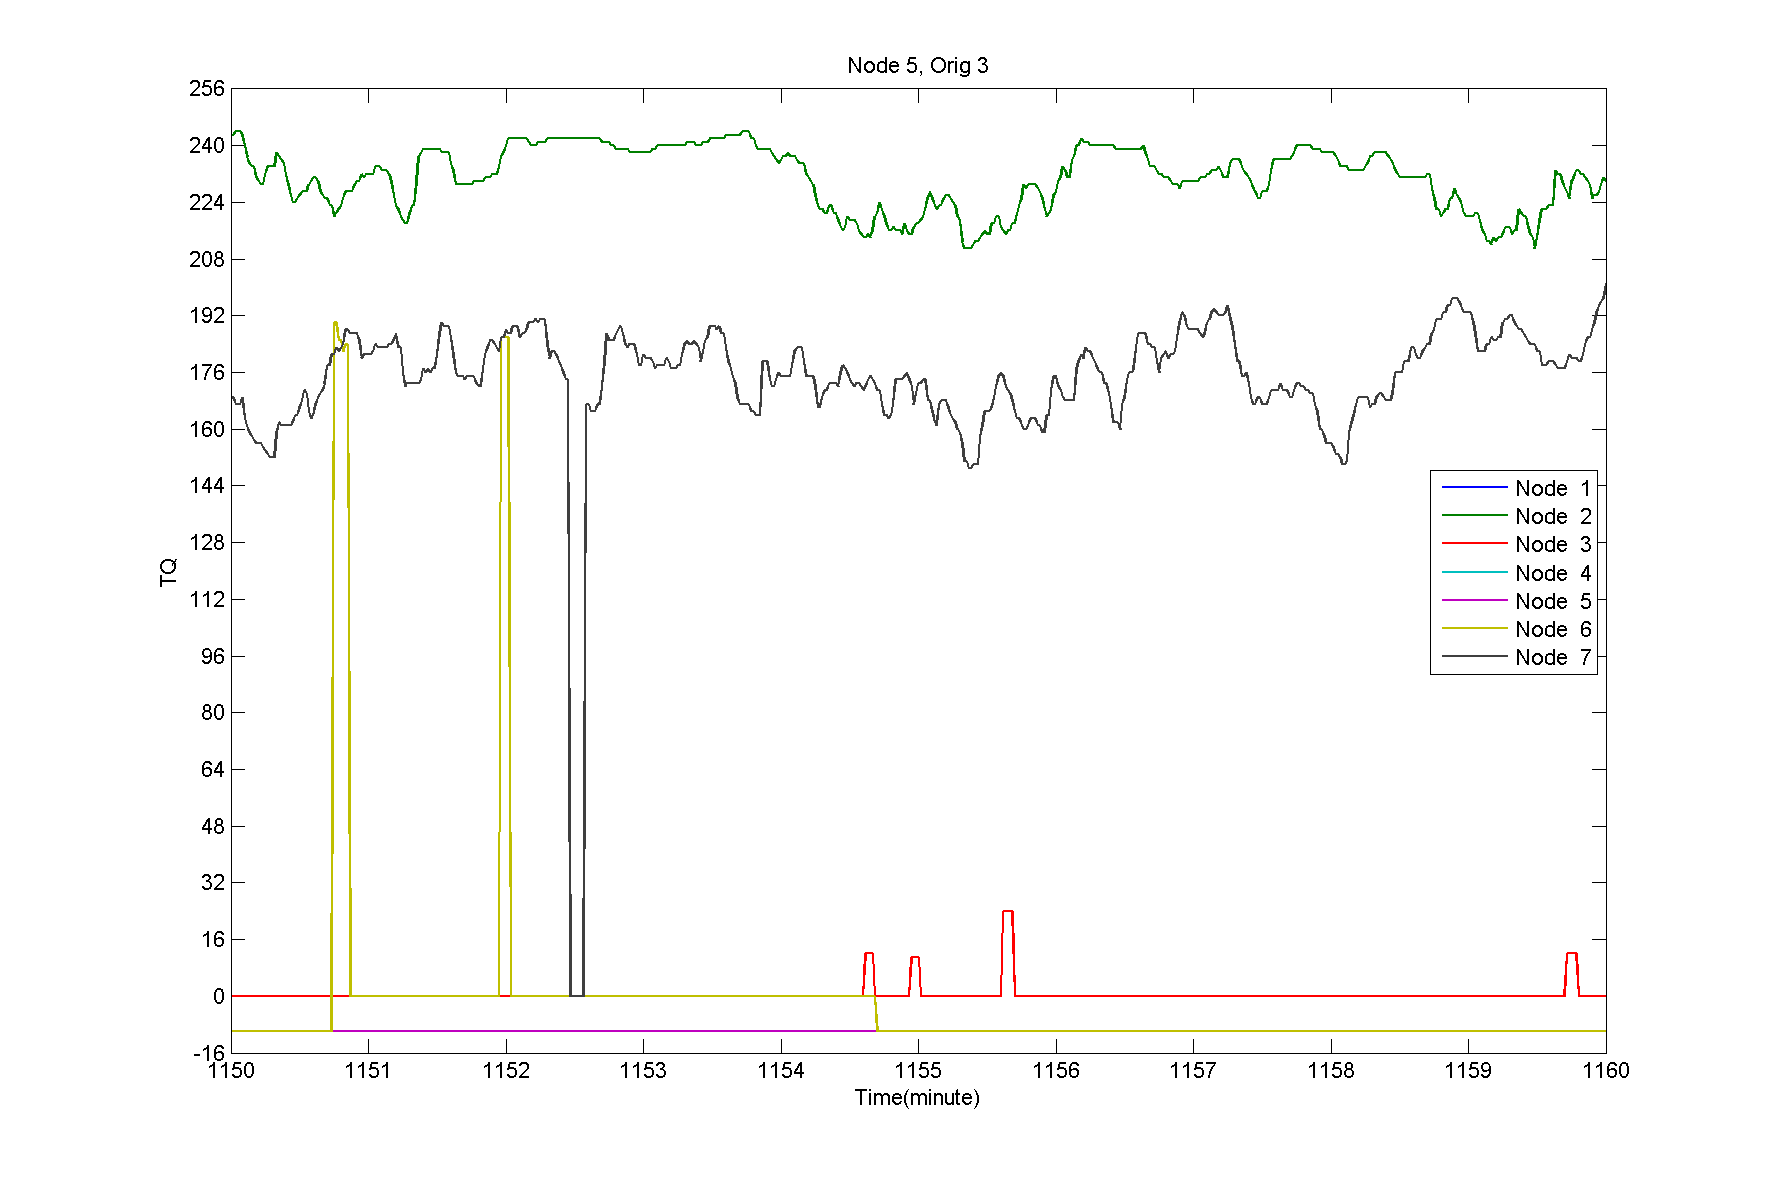 Node 5, Orig 3
256
240
224
208
192
176
160
144
128
112
96
80
64
48
32
16
0
-16
TQ
Node 1
Node 2
Node 3
Node 4
Node 5
Node 6
Node 7
1150 1151 1152 1153 1154 1155 1156 1157 1158 1159 1160
Time(minute)